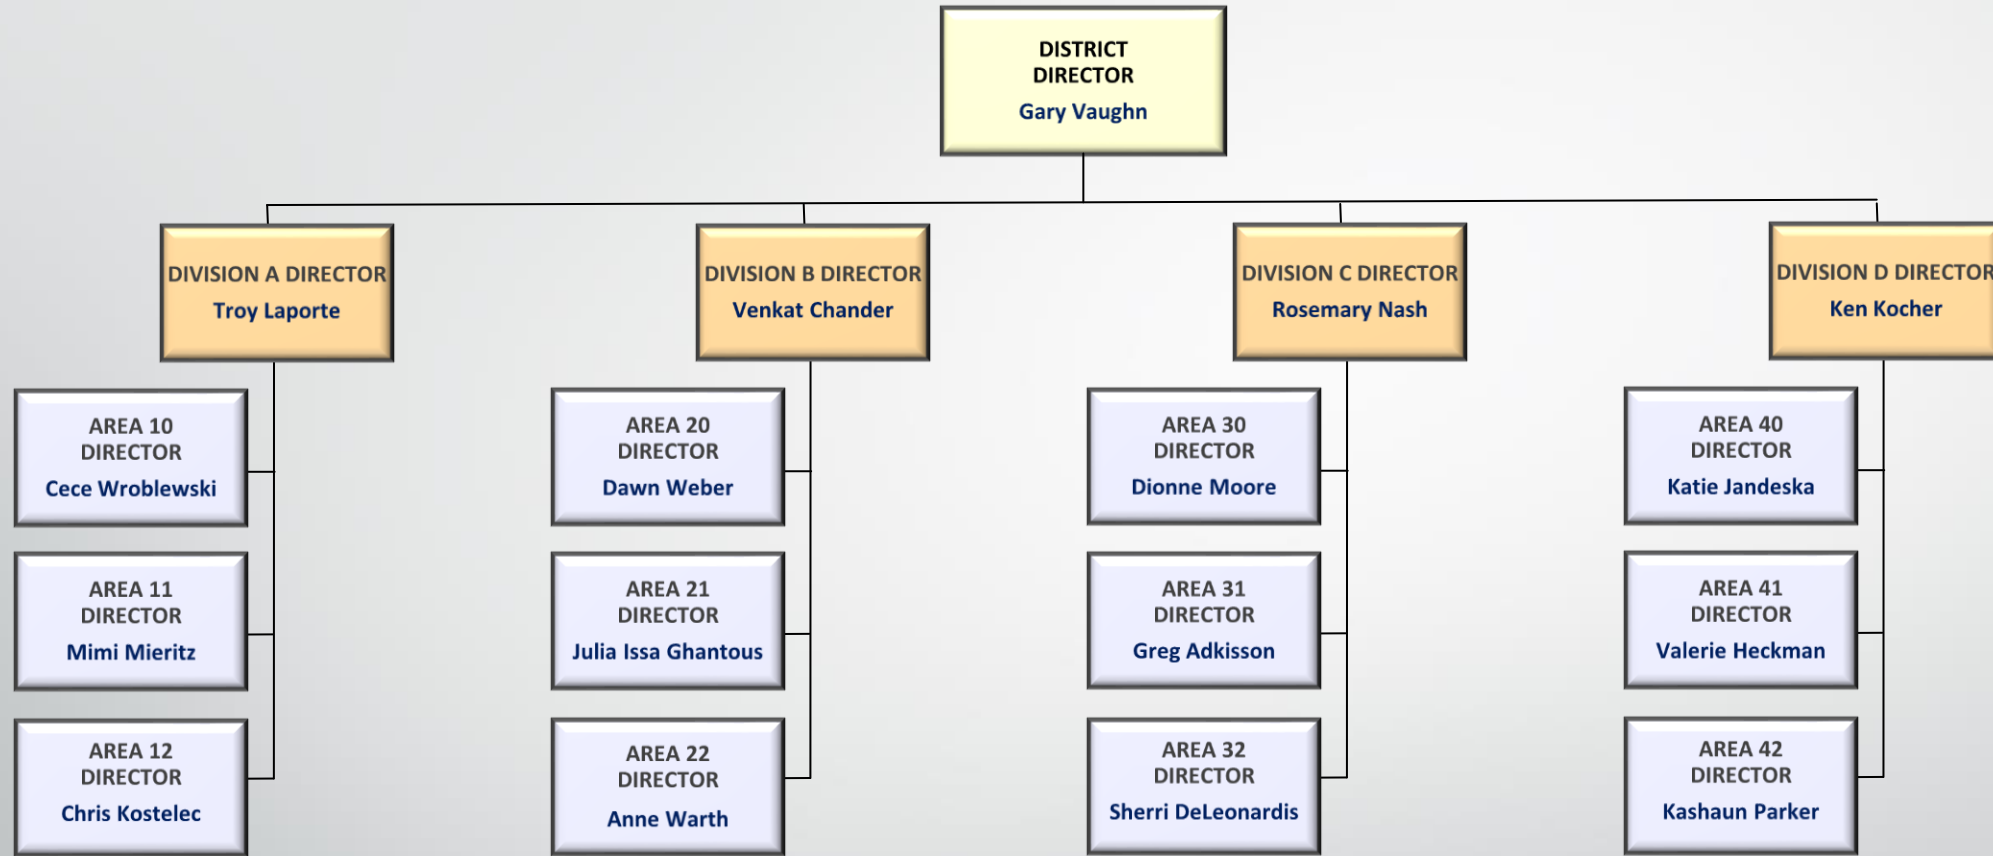 DISTRICT
DIRECTOR
Gary Vaughn
DIVISION A DIRECTOR
Troy Laporte
DIVISION B DIRECTOR
Venkat Chander
DIVISION C DIRECTOR
Rosemary Nash
DIVISION D DIRECTOR
Ken Kocher
AREA 10
DIRECTOR
Cece Wroblewski
AREA 20
DIRECTOR
Dawn Weber
AREA 30
DIRECTOR
Dionne Moore
AREA 40
DIRECTOR
Katie Jandeska
AREA 11
DIRECTOR
Mimi Mieritz
AREA 21
DIRECTOR
Julia Issa Ghantous
AREA 31
DIRECTOR
Greg Adkisson
AREA 41
DIRECTOR
Valerie Heckman
AREA 12
DIRECTOR
Chris Kostelec
AREA 22
DIRECTOR
Anne Warth
AREA 32
DIRECTOR
Sherri DeLeonardis
AREA 42
DIRECTOR
Kashaun Parker